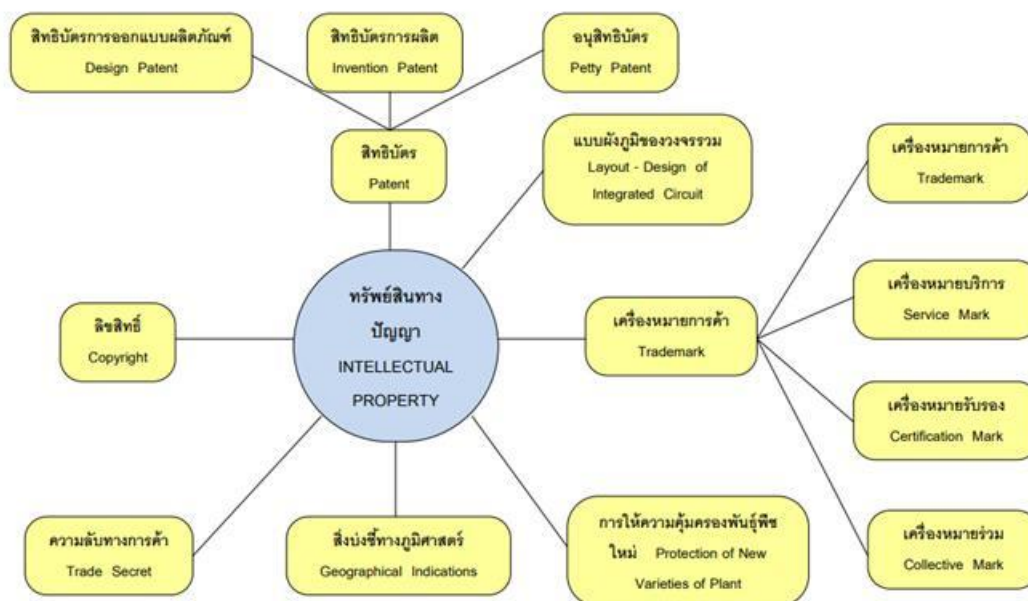 สิทธิบัตรการออกแบบผลิตภัณฑ์
Design Patent
สิทธิบัตรการผลิต
Invention Patent
อนุสิทธิบัตร
Petty Patent
สิทธิบัตร
Patent
แบบผังภูมิของวงจรรวม
Layout - Design of
Integrated Circuit
เครื่องหมายการค้า
Trademark
ทรัพย์สินทาง
ปัญญา
INTELLECTUAL
PROPERTY
ลิขสิทธิ์
Copyright
เครื่องหมายการค้า
Trademark
เครื่องหมายบริการ
Service Mark
เครื่องหมายรับรอง
Certification Mark
ความลับทางการค้า
Trade Secret
สิ่งบ่งชี้ทางภูมิศาสตร์
Geographical Indications
การให้ความคุ้มครองพันธุ์พืช
ใหม่ Protection of New
Varieties of Plant
เครื่องหมายร่วม
Collective Mark